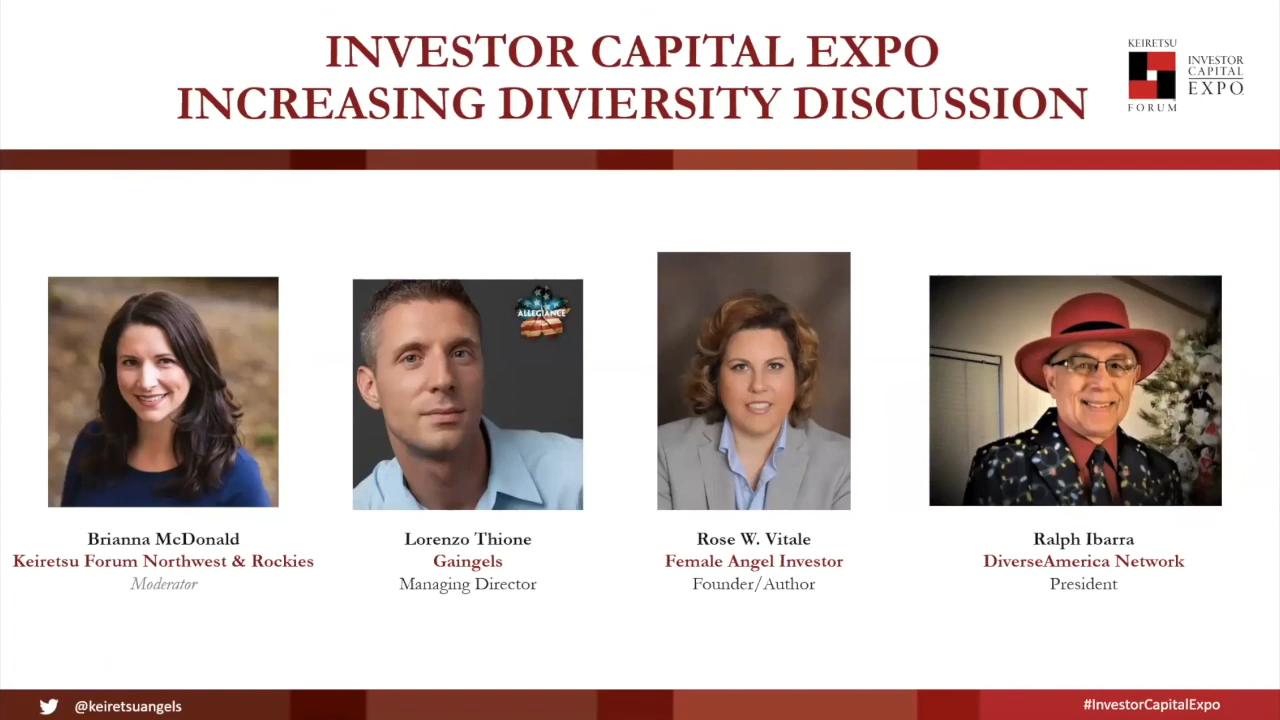 INVESTOR CAPITAL EXPO
INCREASING DIVIERSITY DISCUSSION
KEIRETSU
FORUM
INVESTOR
CAPITAL
EXPO
ALLEGIANCE
Brianna McDonald
Keiretsu Forum Northwest & Rockies
Moderator
Lorenzo Thione
Gaingels
Managing Director
Rose W. Vitale
Female Angel Investor
Founder/Author
Ralph Ibarra
DiverseAmerica Network
President
@keiretsuangels
#InvestorCapitalExpo